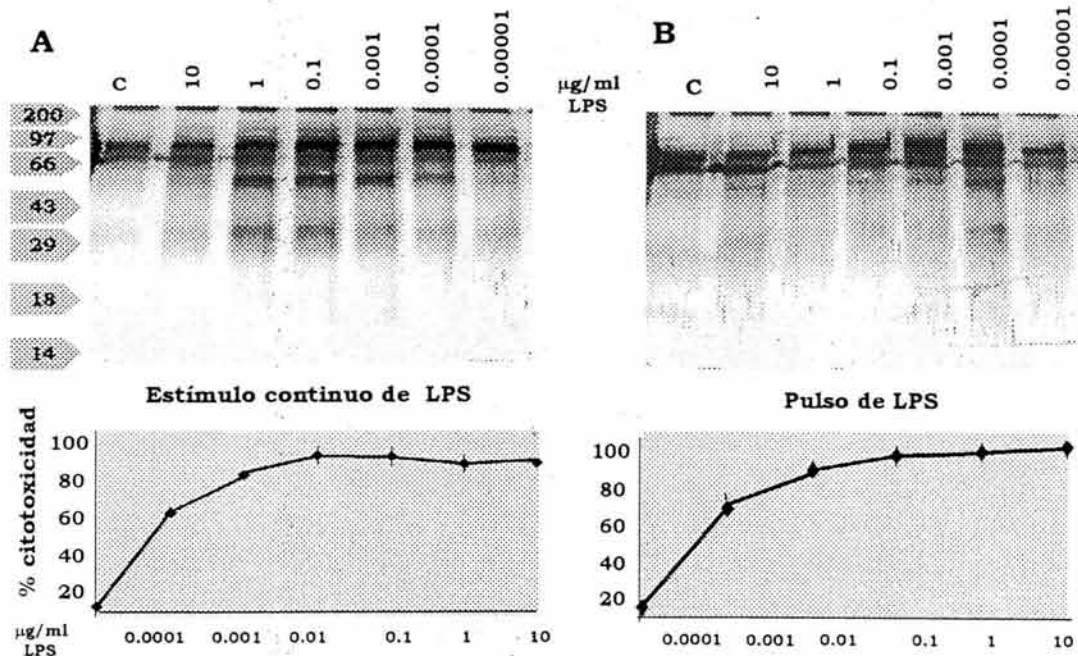 A
C 10 1 0.1 0.001 0.0001 0.00001
µg/ml
LPS
B
C 10 1 0.1 0.001 0.0001 0.00001
200
97
66
43
29
18
14
Estímulo continuo de LPS
Pulso de LPS
% citotoxicidad
100
80
60
40
20
µg/ml
LPS
0.0001 0.001 0.01 0.1 1 10
100
80
60
40
20
0.0001 0.001 0.01 0.1 1 10